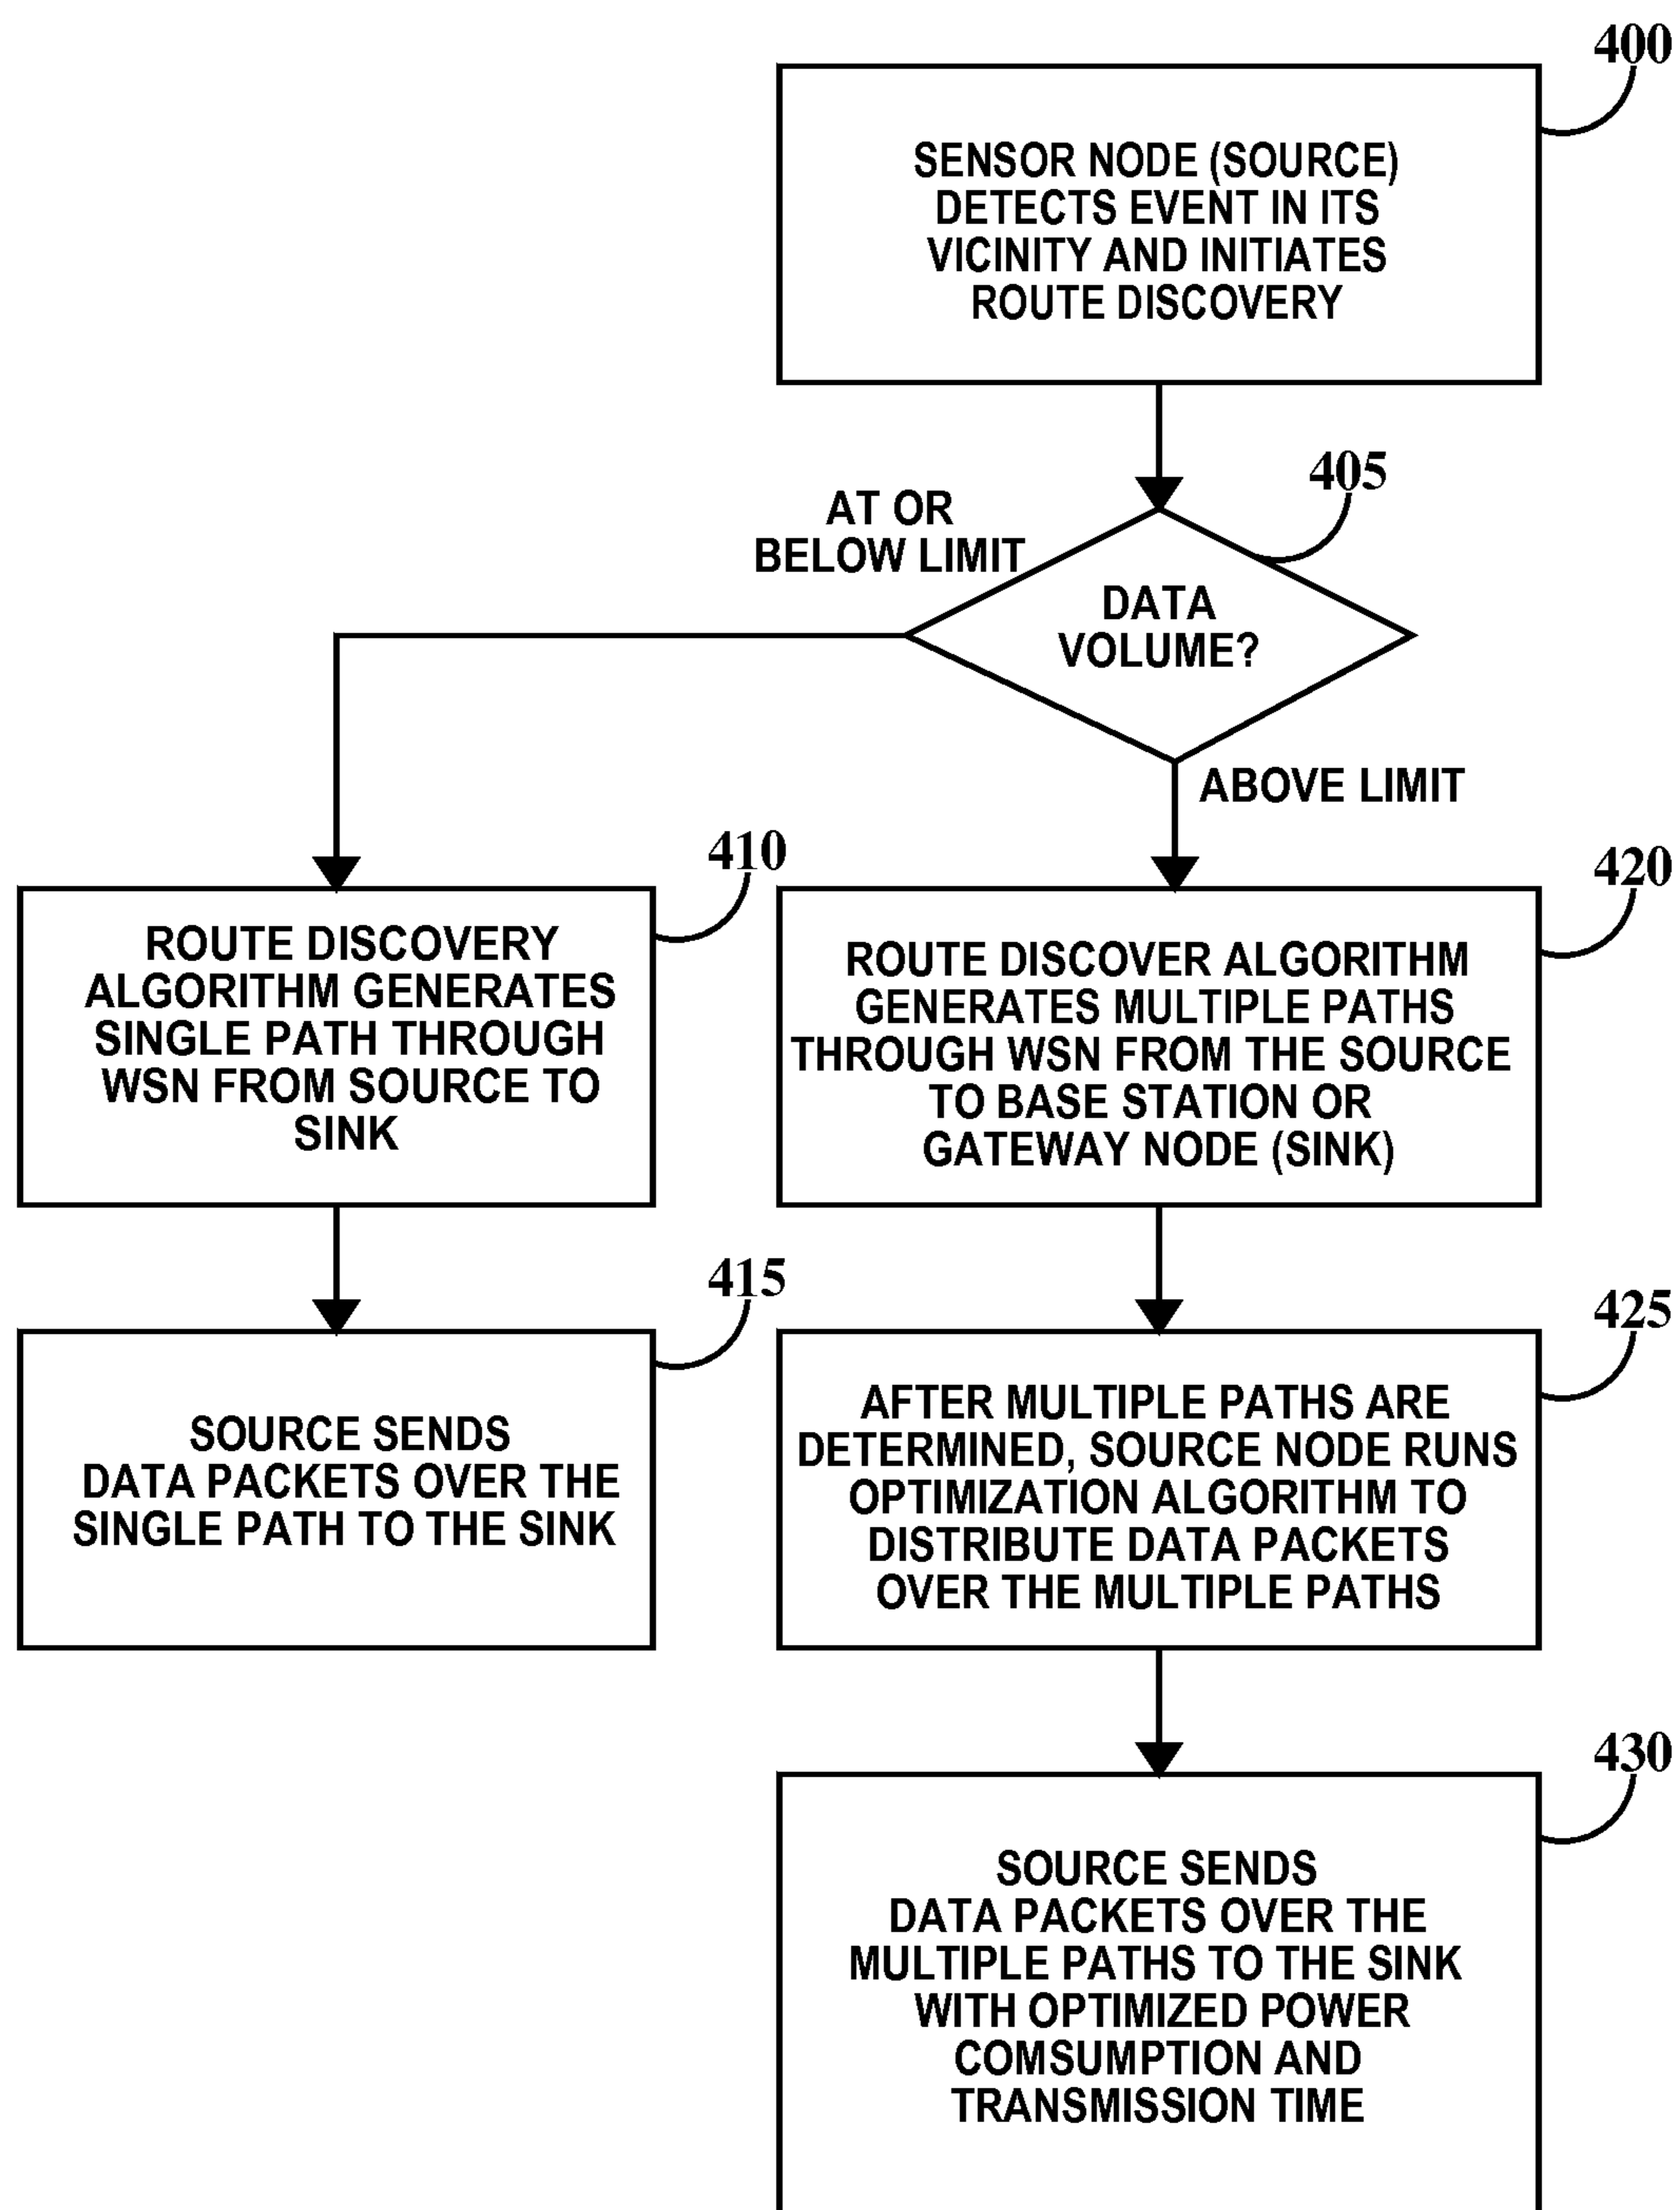 400
SENSOR NODE (SOURCE)
DETECTS EVENT IN ITS
VICINITY AND INITIATES
ROUTE DISCOVERY
405
AT OR
BELOW LIMIT
DATA
VOLUME?
ABOVE LIMIT
410
ROUTE DISCOVERY
ALGORITHM GENERATES
SINGLE PATH THROUGH
WSN FROM SOURCE TO
SINK
420
ROUTE DISCOVER ALGORITHM
GENERATES MULTIPLE PATHS
THROUGH WSN FROM THE SOURCE
TO BASE STATION OR
GATEWAY NODE (SINK)
415
SOURCE SENDS
DATA PACKETS OVER THE
SINGLE PATH TO THE SINK
425
AFTER MULTIPLE PATHS ARE
DETERMINED, SOURCE NODE RUNS
OPTIMIZATION ALGORITHM TO
DISTRIBUTE DATA PACKETS
OVER THE MULTIPLE PATHS
430
SOURCE SENDS
DATA PACKETS OVER THE
MULTIPLE PATHS TO THE SINK
WITH OPTIMIZED POWER
COMSUMPTION AND
TRANSMISSION TIME